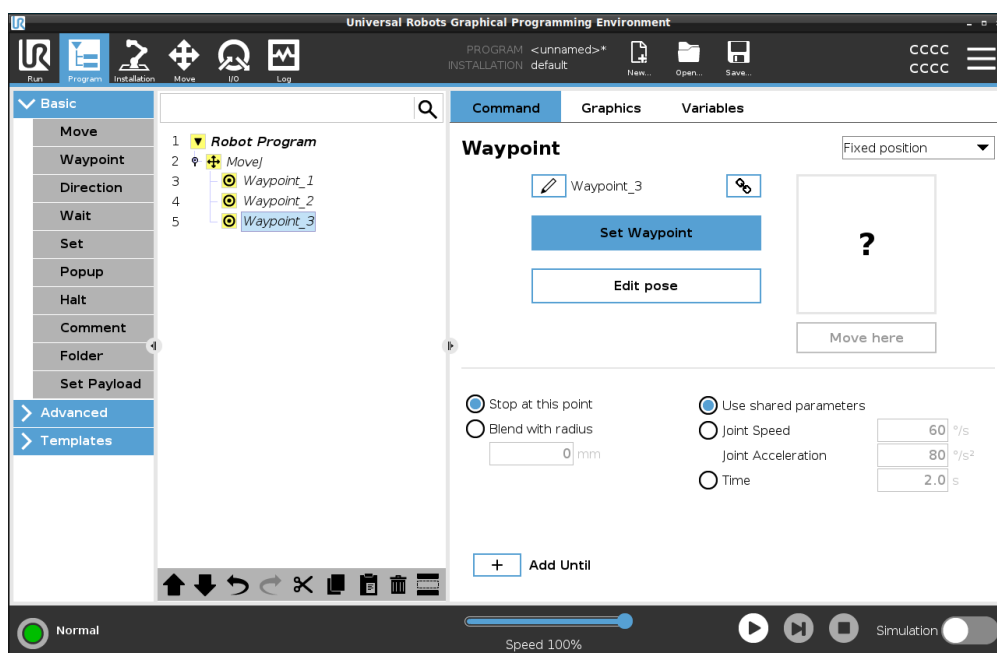 Universal Robots Graphical Programming Environment
Run
Program
Installation
Move
I/O
Log
PROGRAM <unnamed>*
INSTALLATION default
New...
Open...
Save...
CCCC
CCCC
Basic
Move
Waypoint
Direction
Wait
Set
Popup
Halt
Comment
Folder
Set Payload
Advanced
Templates
1 Robot Program
2 MoveJ
3 Waypoint_1
4 Waypoint_2
5 Waypoint_3
Command Graphics Variables
Waypoint
Fixed position
Waypoint_3
Set Waypoint
Edit pose
?
Move here
Stop at this point
Blend with radius
0 mm
Use shared parameters
Joint Speed 60 °/s
Joint Acceleration 80 °/s²
Time 2.0 s
+ Add Until
Normal
Speed 100%
Simulation